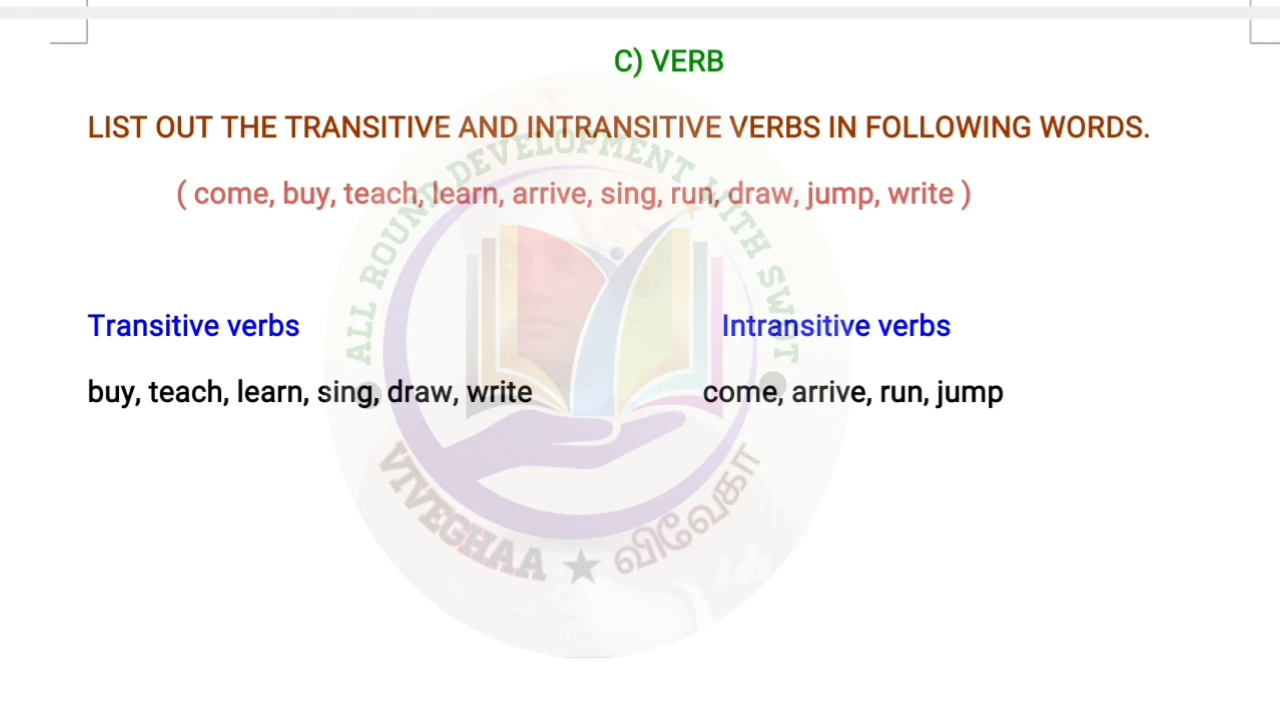 C) VERB
LIST OUT THE TRANSITIVE AND INTRANSITIVE VERBS IN FOLLOWING WORDS.
( come, buy, teach, learn, arrive, sing, run, draw, jump, write )
ALL ROUND DEVELOPMENT WITH SWOT
Transitive verbs
Intransitive verbs
buy, teach, learn, sing, draw, write
come, arrive, run, jump
VIVEGHAA ★ விவேகா